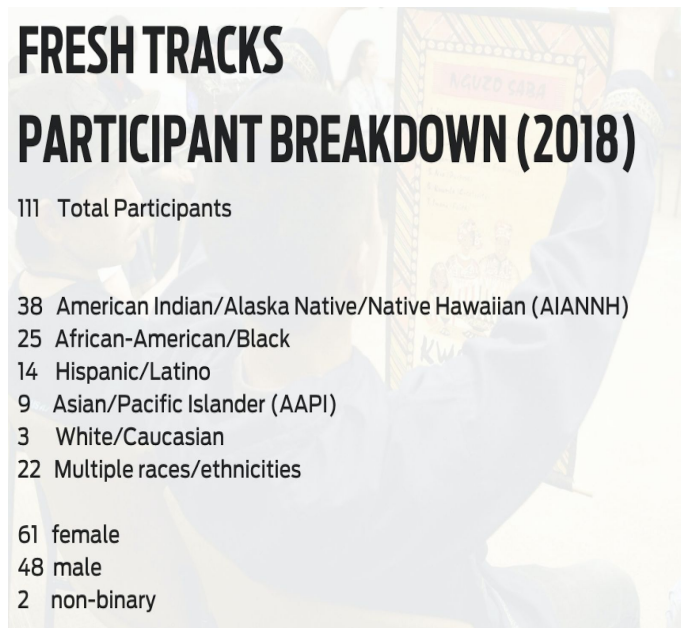 FRESH TRACKS
PARTICIPANT BREAKDOWN (2018)
111 Total Participants
38 American Indian/Alaska Native/Native Hawaiian (AIANNH)
25 African-American/Black
14 Hispanic/Latino
9 Asian/Pacific Islander (AAPI)
3 White/Caucasian
22 Multiple races/ethnicities
61 female
48 male
2 non-binary